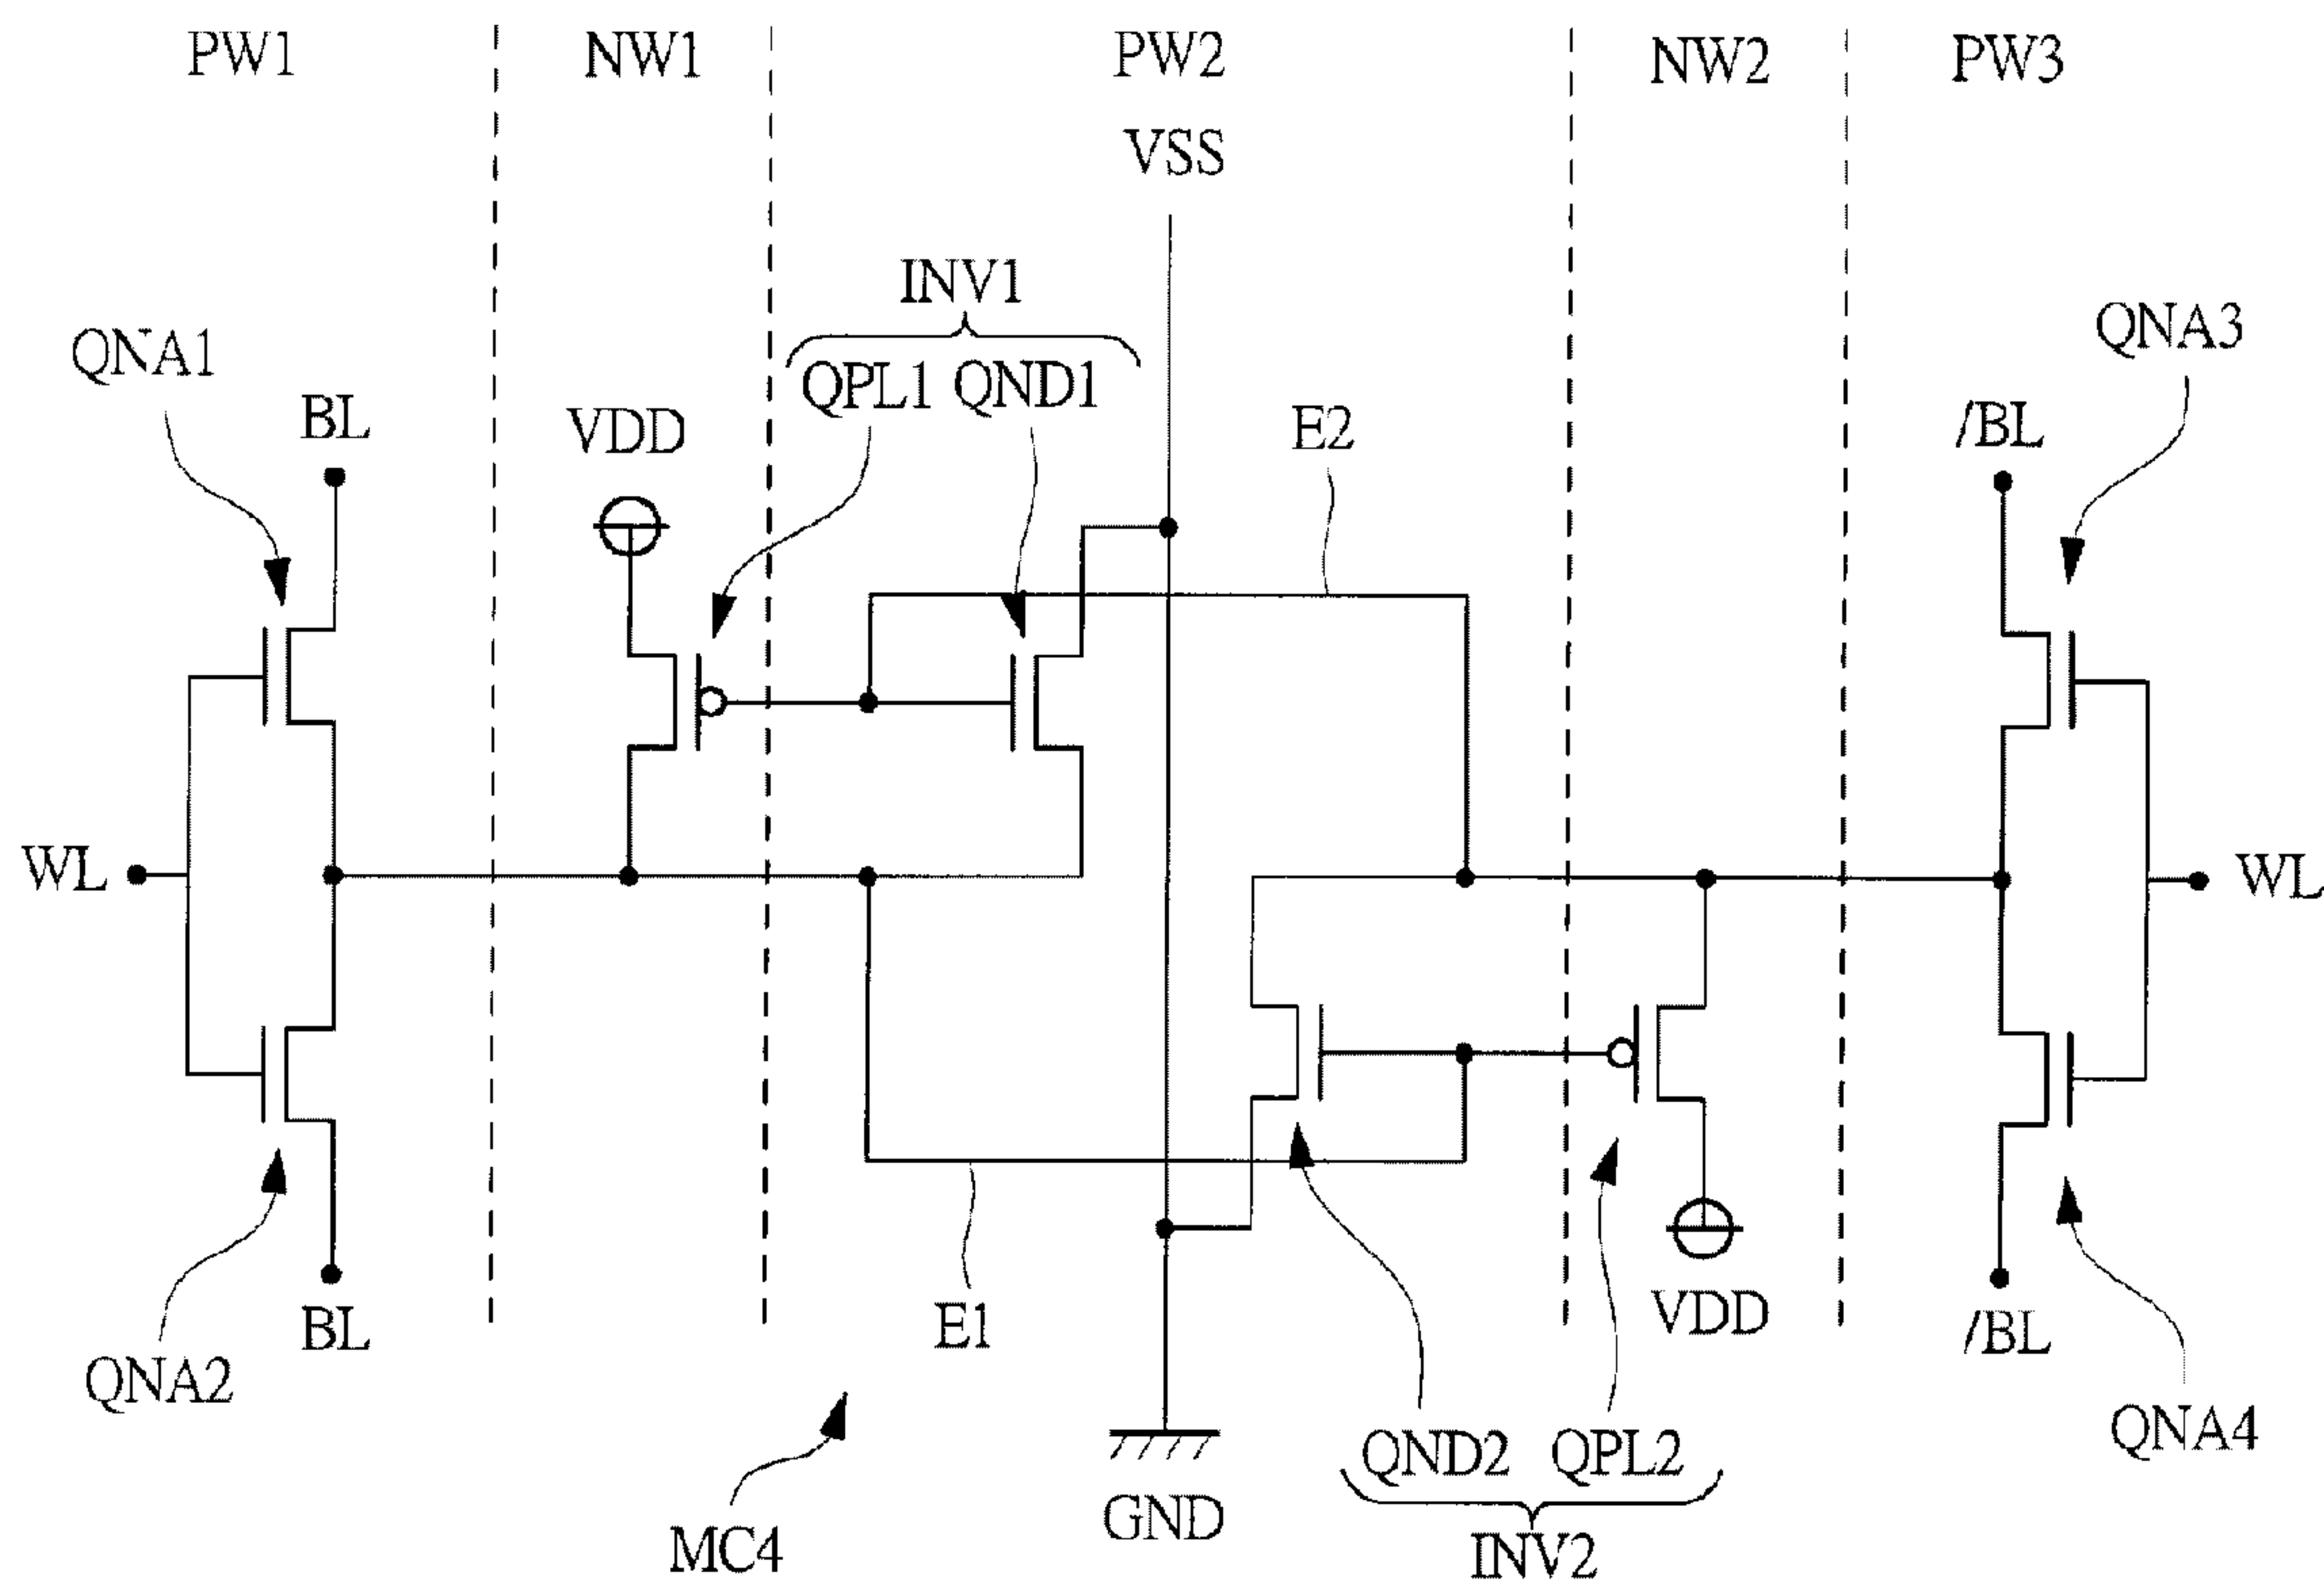 PW1 NW1 PW2 NW2 PW3
VSS
INV1
QNA1 QPL1 QND1 QNA3
BL VDD E2 /BL
WL WL
E1 VDD
BL /BL
QNA2 QND2 QPL2 QNA4
GND
MC4 INV2